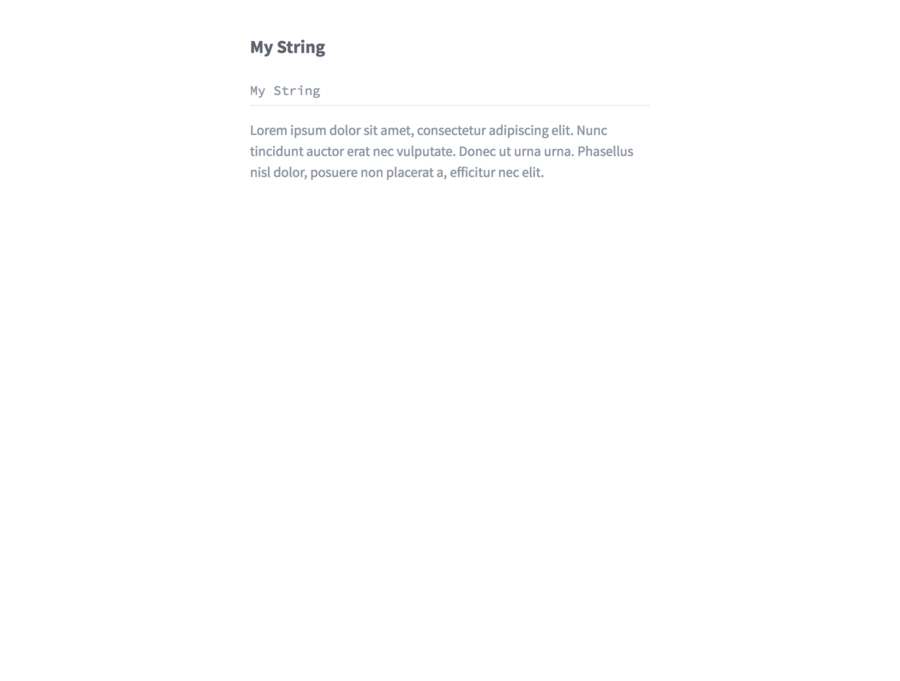 My String
My String
Lorem ipsum dolor sit amet, consectetur adipiscing elit. Nunc
tincidunt auctor erat nec vulputate. Donec ut urna urna. Phasellus
nisl dolor, posuere non placerat a, efficitur nec elit.